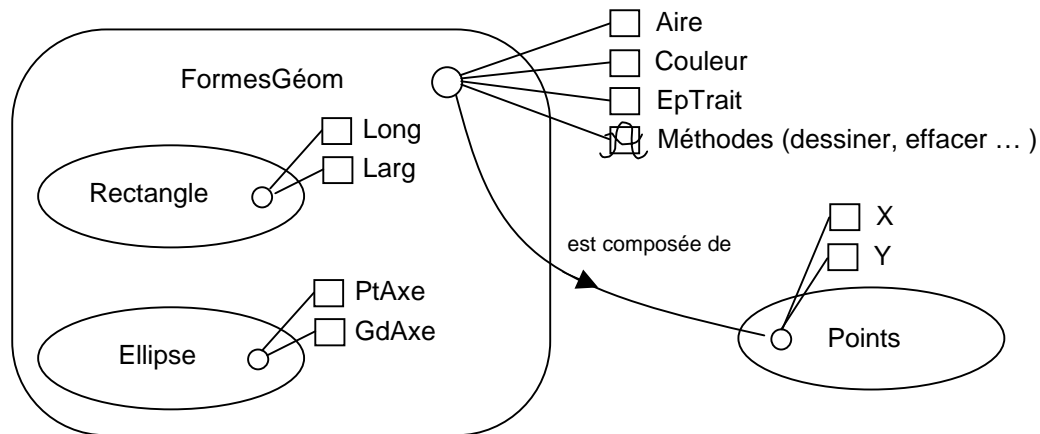 FormesGéom
Aire
Couleur
EpTrait
Méthodes (dessiner, effacer … )
Rectangle
Long
Larg
est composée de
X
Y
Points
Ellipse
PtAxe
GdAxe